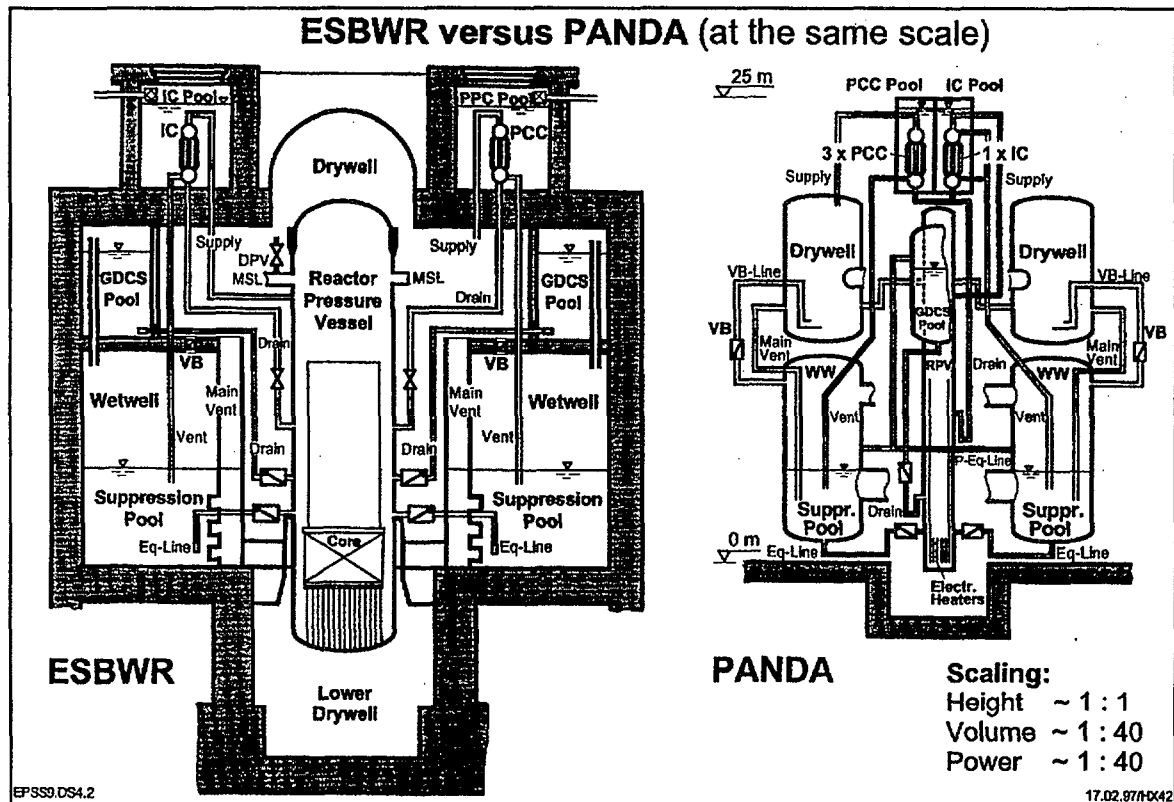 ESBWR versus PANDA (at the same scale)
IC Pool
IC
PPC Pool
PCC
Drywell
Supply
DPV
MSL
GDCS
Pool
Reactor
Pressure
Vessel
MSL
Supply
Drain
GDCS
Pool
VB
Drain
VB
Wetwell
Main
Vent
Vent
Drain
Main
Vent
Vent
Drain
Wetwell
Suppression
Pool
Suppression
Pool
Eq-Line
Core
Eq-Line
ESBWR
Lower
Drywell
25 m
PCC Pool
IC Pool
3 x PCC
1 x IC
Supply
Supply
Drywell
Drywell
VB-Line
VB-Line
GDCS
Pool
VB
VB
Main
Vent
Main
Vent
WW
RPV
Drain
WW
Vent
Vent
P-Eq-Line
Suppr.
Pool
Drain
Suppr.
Pool
0 m
Eq-Line
Eq-Line
Electr.
Heaters
PANDA
Scaling:
Height ~ 1 : 1
Volume ~ 1 : 40
Power ~ 1 : 40
EPSS9.DS4.2
17.02.97/HX42